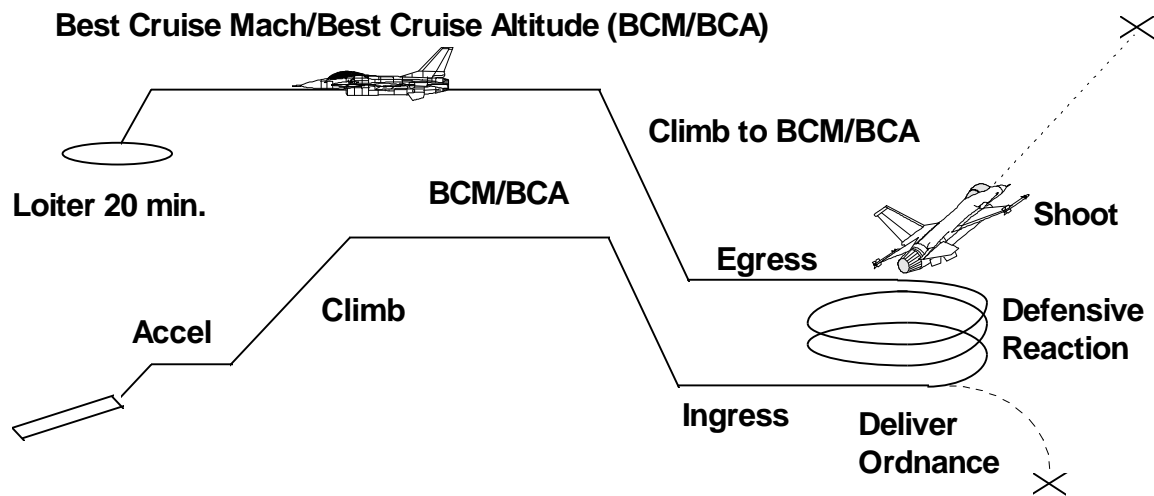 Best Cruise Mach/Best Cruise Altitude (BCM/BCA)
Climb to BCM/BCA
BCM/BCA
Loiter 20 min.
Shoot
Egress
Climb
Accel
Defensive
Reaction
Ingress
Deliver
Ordnance